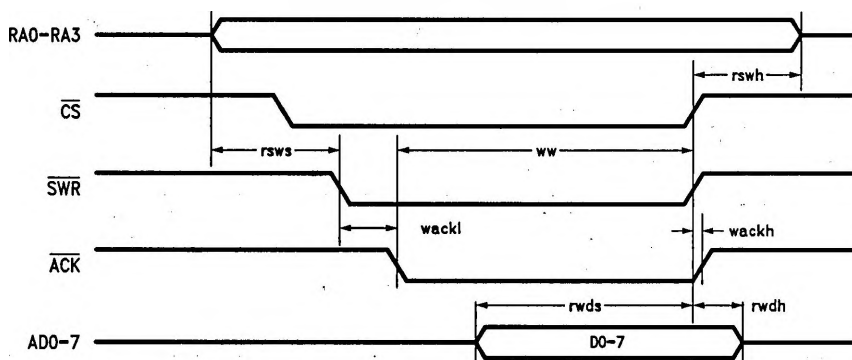 RA0-RA3
rswh
CS
rsws
ww
SWR
wackl
wackh
ACK
rwds
rwdh
AD0-7
D0-7